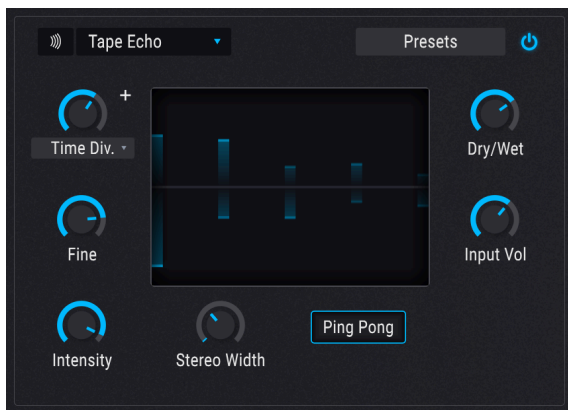 Tape Echo
Presets
Time Div.
Dry/Wet
Fine
Input Vol
Intensity
Stereo Width
Ping Pong